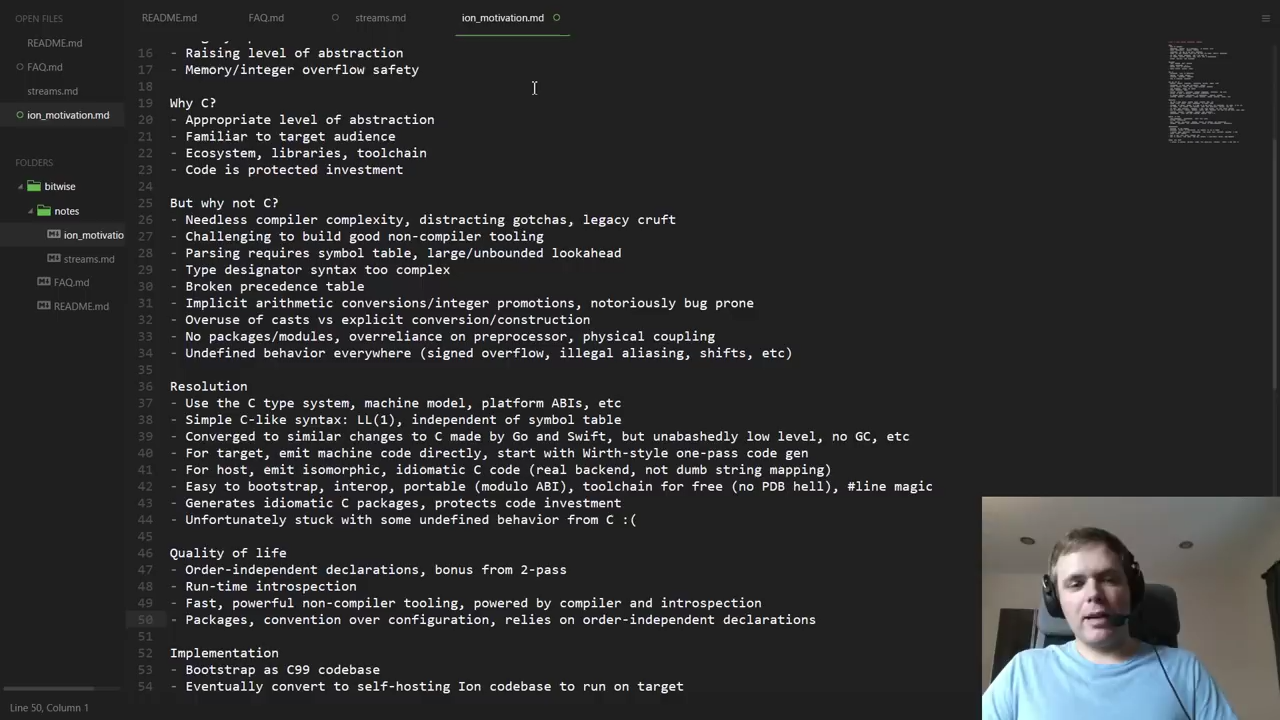 OPEN FILES
README.md
FAQ.md
streams.md
ion_motivation.md
FOLDERS
bitwise
notes
ion_motivatio
streams.md
FAQ.md
README.md
Line 50, Column 1
README.md
FAQ.md
streams.md
ion_motivation.md
16 - Raising level of abstraction
17 - Memory/integer overflow safety
18
19 Why C?
20 - Appropriate level of abstraction
21 - Familiar to target audience
22 - Ecosystem, libraries, toolchain
23 - Code is protected investment
24
25 But why not C?
26 - Needless compiler complexity, distracting gotchas, legacy cruft
27 - Challenging to build good non-compiler tooling
28 - Parsing requires symbol table, large/unbounded lookahead
29 - Type designator syntax too complex
30 - Broken precedence table
31 - Implicit arithmetic conversions/integer promotions, notoriously bug prone
32 - Overuse of casts vs explicit conversion/construction
33 - No packages/modules, overreliance on preprocessor, physical coupling
34 - Undefined behavior everywhere (signed overflow, illegal aliasing, shifts, etc)
35
36 Resolution
37 - Use the C type system, machine model, platform ABIs, etc
38 - Simple C-like syntax: LL(1), independent of symbol table
39 - Converged to similar changes to C made by Go and Swift, but unabashedly low level, no GC, etc
40 - For target, emit machine code directly, start with Wirth-style one-pass code gen
41 - For host, emit isomorphic, idiomatic C code (real backend, not dumb string mapping)
42 - Easy to bootstrap, interop, portable (modulo ABI), toolchain for free (no PDB hell), #line magic
43 - Generates idiomatic C packages, protects code investment
44 - Unfortunately stuck with some undefined behavior from C :(
45
46 Quality of life
47 - Order-independent declarations, bonus from 2-pass
48 - Run-time introspection
49 - Fast, powerful non-compiler tooling, powered by compiler and introspection
50 - Packages, convention over configuration, relies on order-independent declarations
51
52 Implementation
53 - Bootstrap as C99 codebase
54 - Eventually convert to self-hosting Ion codebase to run on target